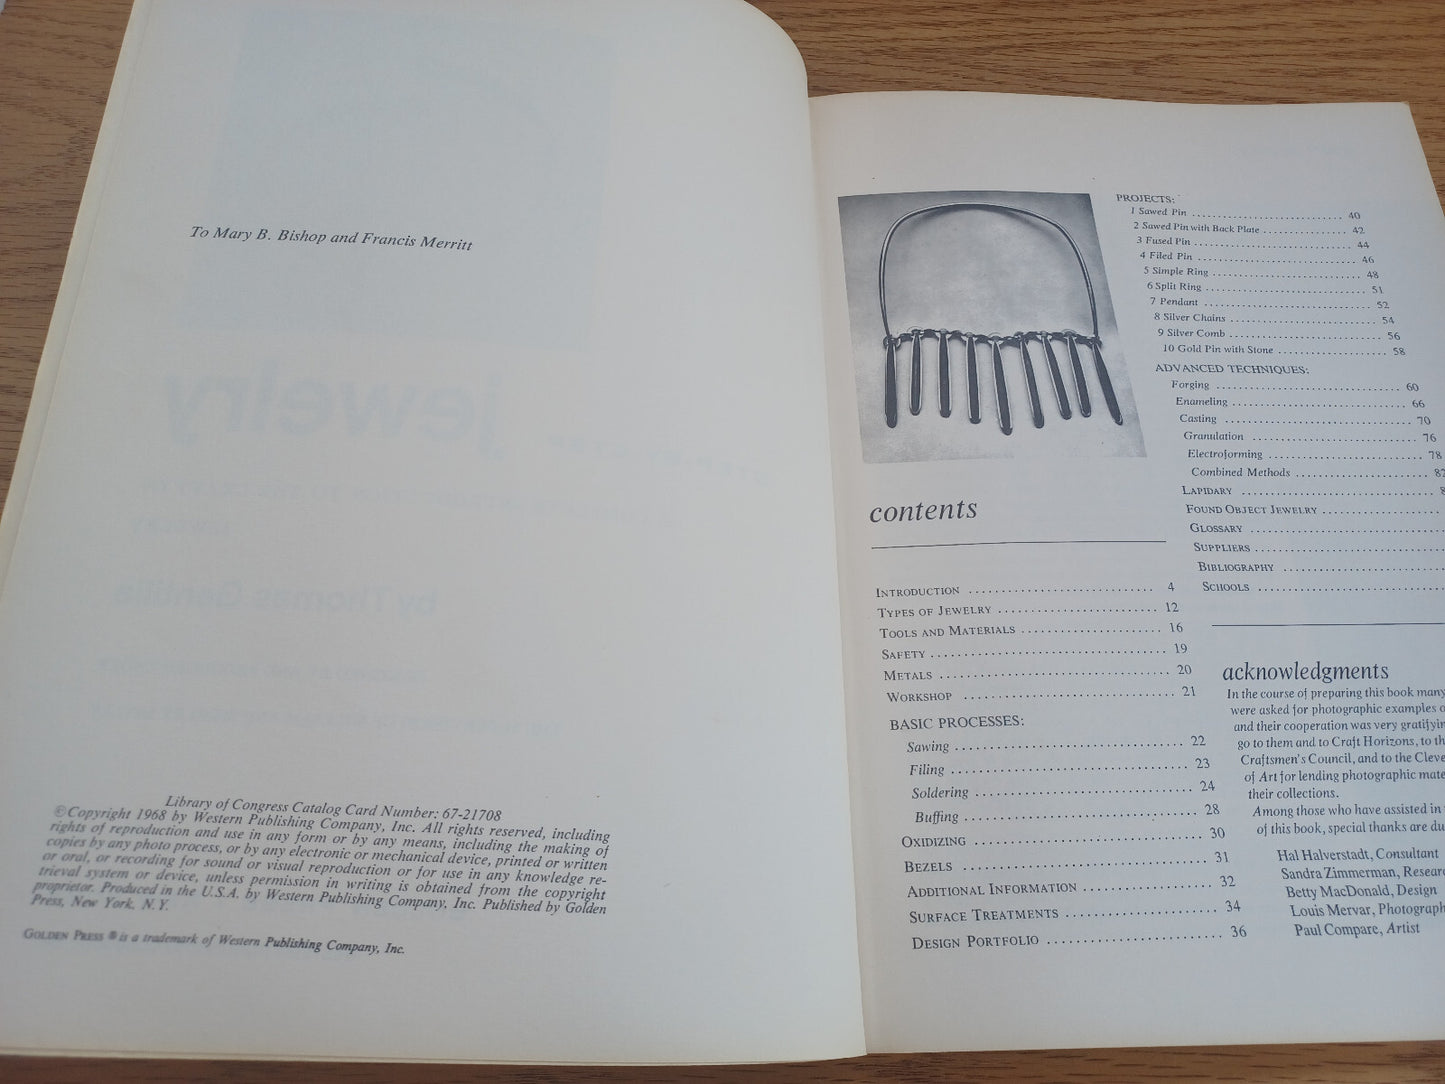 To Mary B. Bishop and Francis Merritt
jewelry
by Thomas Gentille
Library of Congress Catalog Card Number: 67-21708
©Copyright 1968 by Western Publishing Company, Inc. All rights reserved, including
rights of reproduction and use in any form or by any means, including the making of
copies by any photo process, or by any electronic or mechanical device, printed or written
or oral, or recording for sound or visual reproduction or for use in any knowledge re-
trieval system or device, unless permission in writing is obtained from the copyright
proprietor. Produced in the U.S.A. by Western Publishing Company, Inc. Published by Golden
Press, New York, N.Y.
GOLDEN PRESS ® is a trademark of Western Publishing Company, Inc.
contents
INTRODUCTION 4
TYPES OF JEWELRY 12
TOOLS AND MATERIALS 16
SAFETY 19
METALS 20
WORKSHOP 21
BASIC PROCESSES:
Sawing 22
Filing 23
Soldering 24
Buffing 28
OXIDIZING 30
BEZELS 31
ADDITIONAL INFORMATION 32
SURFACE TREATMENTS 34
DESIGN PORTFOLIO 36
PROJECTS:
1 Sawed Pin 40
2 Sawed Pin with Back Plate 42
3 Fused Pin 44
4 Filed Pin 46
5 Simple Ring 48
6 Split Ring 51
7 Pendant 52
8 Silver Chains 54
9 Silver Comb 56
10 Gold Pin with Stone 58
ADVANCED TECHNIQUES:
Forging 60
Enameling 66
Casting 70
Granulation 76
Electroforming 78
Combined Methods
LAPIDARY
FOUND OBJECT JEWELRY
GLOSSARY
SUPPLIERS
BIBLIOGRAPHY
SCHOOLS
acknowledgments
In the course of preparing this book many
were asked for photographic examples
and their cooperation was very
go to them and to Craft Horizons, to
Craftsmen's Council, and to the
of Art for lending photographic
their collections.
Among those who have assisted in
of this book, special thanks are
Hal Halverstadt, Consultant
Sandra Zimmerman,
Betty MacDonald, Design
Louis Mervar,
Paul Compare, Artist